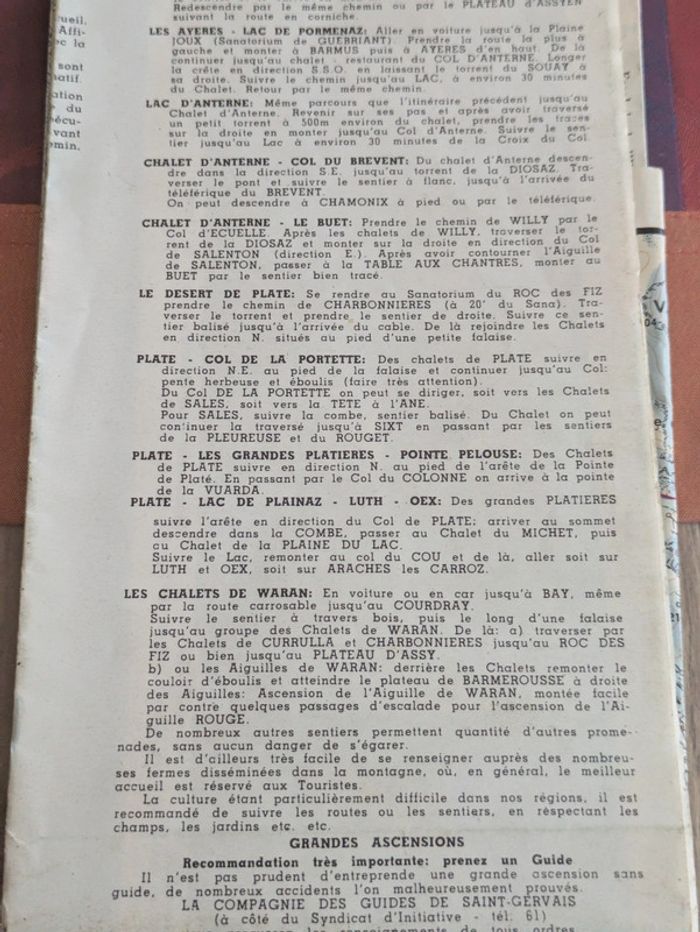 Redescendre par le même chemin ou par le PLATEAU D'ASSYEN
suivant la route en corniche.
LES AYERES - LAC DE PORMENAZ: Aller en voiture jusqu'à la Plaine
JOUX (Sanatorium de GUEBRIANT). Prendre la route la plus à
gauche et monter à BARMUS puis à AYERES d'en haut. De là
continuer jusqu'au chalet - restaurant du COL D'ANTERNE. Longer
la crête en direction S.S.O. en laissant le torrent du SOUAY à
sa droite. Suivre le chemin jusqu'au LAC, à environ 30 minutes
du Chalet. Retour par le même chemin.
LAC D'ANTERNE: Même parcours que l'itinéraire précédent jusqu'au
Chalet d'Anterne. Revenir sur ses pas et après avoir traversé
un petit torrent à 500m environ du chalet, prendre les traces
sur la droite en monter jusqu'au Col d'Anterne. Suivre le sen-
tier jusqu'au Lac à environ 30 minutes de la Croix du Col.
CHALET D'ANTERNE - COL DU BREVENT: Du chalet d'Anterne descen-
dre dans la direction S.E. jusqu'au torrent de la DIOSAZ. Tra-
verser le pont et suivre le sentier à flanc, jusqu'à l'arrivée du
téléférique du BREVENT.
On peut descendre à CHAMONIX à pied ou par le téléférique.
CHALET D'ANTERNE - LE BUET: Prendre le chemin de WILLY par le
Col d'ECUELLE. Après les chalets de WILLY, traverser le tor-
rent de la DIOSAZ et monter sur la droite en direction du Col
de SALENTON (direction E.). Après avoir contourner l'Aiguille
de SALENTON, passer à la TABLE AUX CHANTRES, monter au
BUET par le sentier bien tracé.
LE DESERT DE PLATE: Se rendre au Sanatorium du ROC des FIZ
prendre le chemin de CHARBONNIERES (à 20' du Sana). Tra-
verser le torrent et prendre le sentier de droite. Suivre ce sen-
tier balisé jusqu'à l'arrivée du cable. De là rejoindre les Chalets
en direction N. situés au pied d'une petite falaise.
PLATE - COL DE LA PORTETTE: Des chalets de PLATE suivre en
direction N.E. au pied de la falaise et continuer jusqu'au Col:
pente herbeuse et éboulis (faire très attention).
Du Col DE LA PORTETTE on peut se diriger, soit vers les Chalets
de SALES, soit vers la TETE à l'ANE.
Pour SALES, suivre la combe, sentier balisé. Du Chalet on peut
continuer la traversé jusqu'à SIXT en passant par les sentiers
de la PLEUREUSE et du ROUGET.
PLATE - LES GRANDES PLATIERES - POINTE PELOUSE: Des Chalets
de PLATE suivre en direction N. au pied de l'arête de la Pointe
de Platé. En passant par le Col du COLONNE on arrive à la pointe
de la VUARDA.
PLATE - LAC DE PLAINAZ - LUTH - OEX: Des grandes PLATIERES
suivre l'arête en direction du Col de PLATE; arriver au sommet
descendre dans la COMBE, passer au Chalet du MICHET, puis
au Chalet de la PLAINE DU LAC.
Suivre le Lac, remonter au col du COU et de là, aller soit sur
LUTH et OEX, soit sur ARACHES les CARROZ.
LES CHALETS DE WARAN: En voiture ou en car jusqu'à BAY, même
par la route carrosable jusqu'au COURDRAY.
Suivre le sentier à travers bois, puis le long d'une falaise
jusqu'au groupe des Chalets de WARAN. De là: a) traverser par
les Chalets de CURRULLA et CHARBONNIERES jusqu'au ROC DES
FIZ ou bien jusqu'au PLATEAU D'ASSY.
b) ou les Aiguilles de WARAN: derrière les Chalets remonter le
couloir d'éboulis et atteindre le plateau de BARMEROUSSE à droite
des Aiguilles: Ascension de l'Aiguille de WARAN, montée facile
par contre quelques passages d'escalade pour l'ascension de l'Ai-
guille ROUGE.
De nombreux autres sentiers permettent quantité d'autres prome-
nades, sans aucun danger de s'égarer.
Il est d'ailleurs très facile de se renseigner auprès des nombreu-
ses fermes disséminées dans la montagne, où, en général, le meilleur
accueil est réservé aux Touristes.
La culture étant particulièrement difficile dans nos régions, il est
recommandé de suivre les routes ou les sentiers, en réspectant les
champs, les jardins etc. etc.
GRANDES ASCENSIONS
Recommandation très importante: prenez un Guide
Il n'est pas prudent d'entreprende une grande ascension sans
guide, de nombreux accidents l'on malheureusement prouvés.
LA COMPAGNIE DES GUIDES DE SAINT-GERVAIS
(à côté du Syndicat d'Initiative - tél. 61)